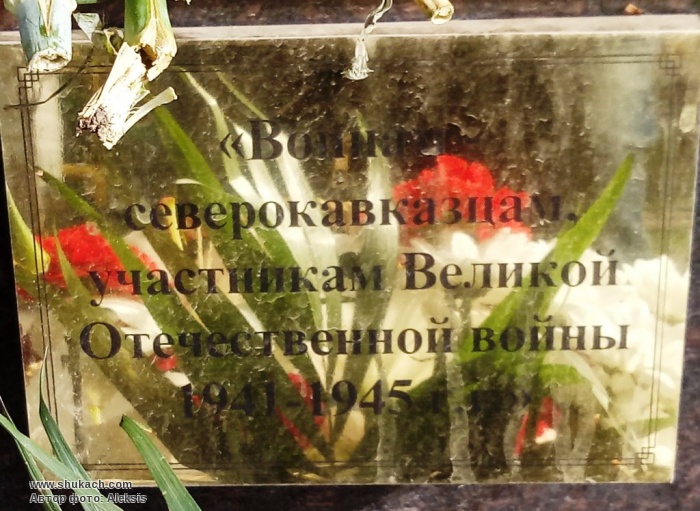 «Воинам
северокавказцам,
участникам Великой
Отечественной войны
1941-1945 г.г.»
www.shukach.com
Автор фото: Aleksis